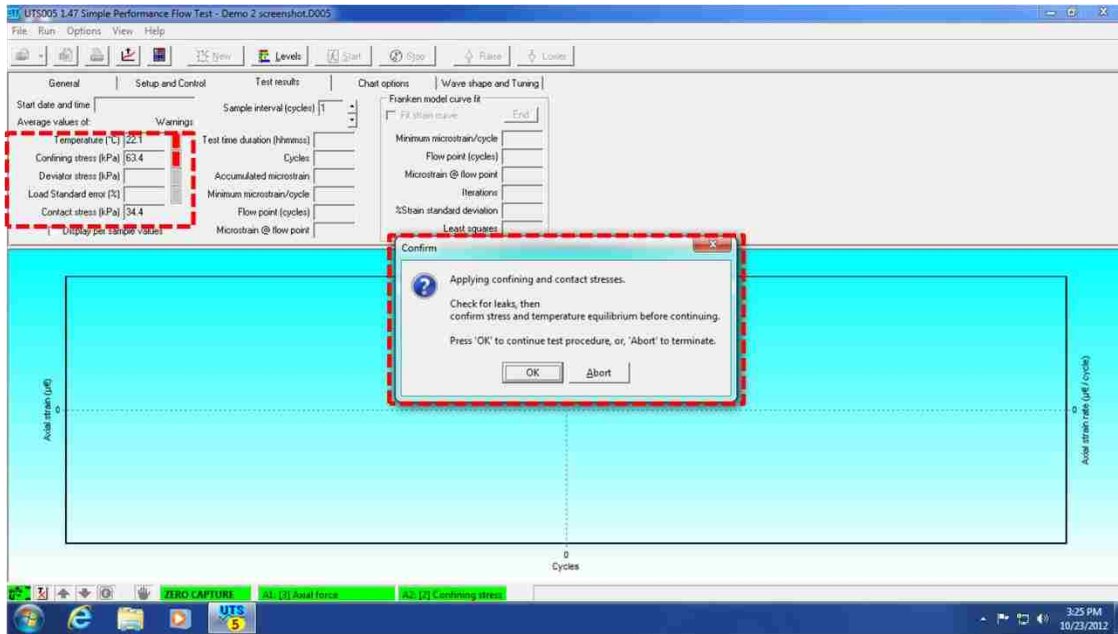 UTS005 1.47 Simple Performance Flow Test - Demo 2 screenshot.D005
File Run Options View Help
New Levels Start Stop Raise Lower
General Setup and Control Test results Chart options Wave shape and Tuning
Start date and time
Average values of: Warnings
Temperature (°C) 22.1
Confining stress (kPa) 63.4
Deviator stress (kPa)
Load Standard error (%)
Contact stress (kPa) 34.4
Display per sample values
Sample interval (cycles) 1
Test time duration (hhmmss)
Cycles
Accumulated microstrain
Minimum microstrain/cycle
Flow point (cycles)
Microstrain @ flow point
Franken model curve fit
Fit strain curve End
Minimum microstrain/cycle
Flow point (cycles)
Microstrain @ flow point
Iterations
%Strain standard deviation
Least squares
Confirm
Applying confining and contact stresses.
Check for leaks, then
confirm stress and temperature equilibrium before continuing.
Press 'OK' to continue test procedure, or, 'Abort' to terminate.
OK Abort
Axial strain (µ€)
0
0
Axial strain rate (µ€/cycle)
0
Cycles
ZERO CAPTURE A1: [3] Axial force A2: [2] Confining stress
UTS
5
3:25 PM
10/23/2012